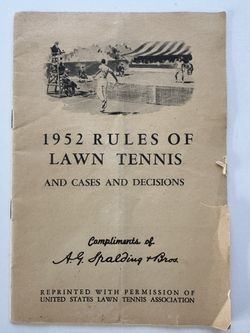 1952 RULES OF
LAWN TENNIS
AND CASES AND DECISIONS
Compliments of
A.G. Spalding & Bros.
REPRINTED WITH PERMISSION OF
UNITED STATES LAWN TENNIS ASSOCIATION